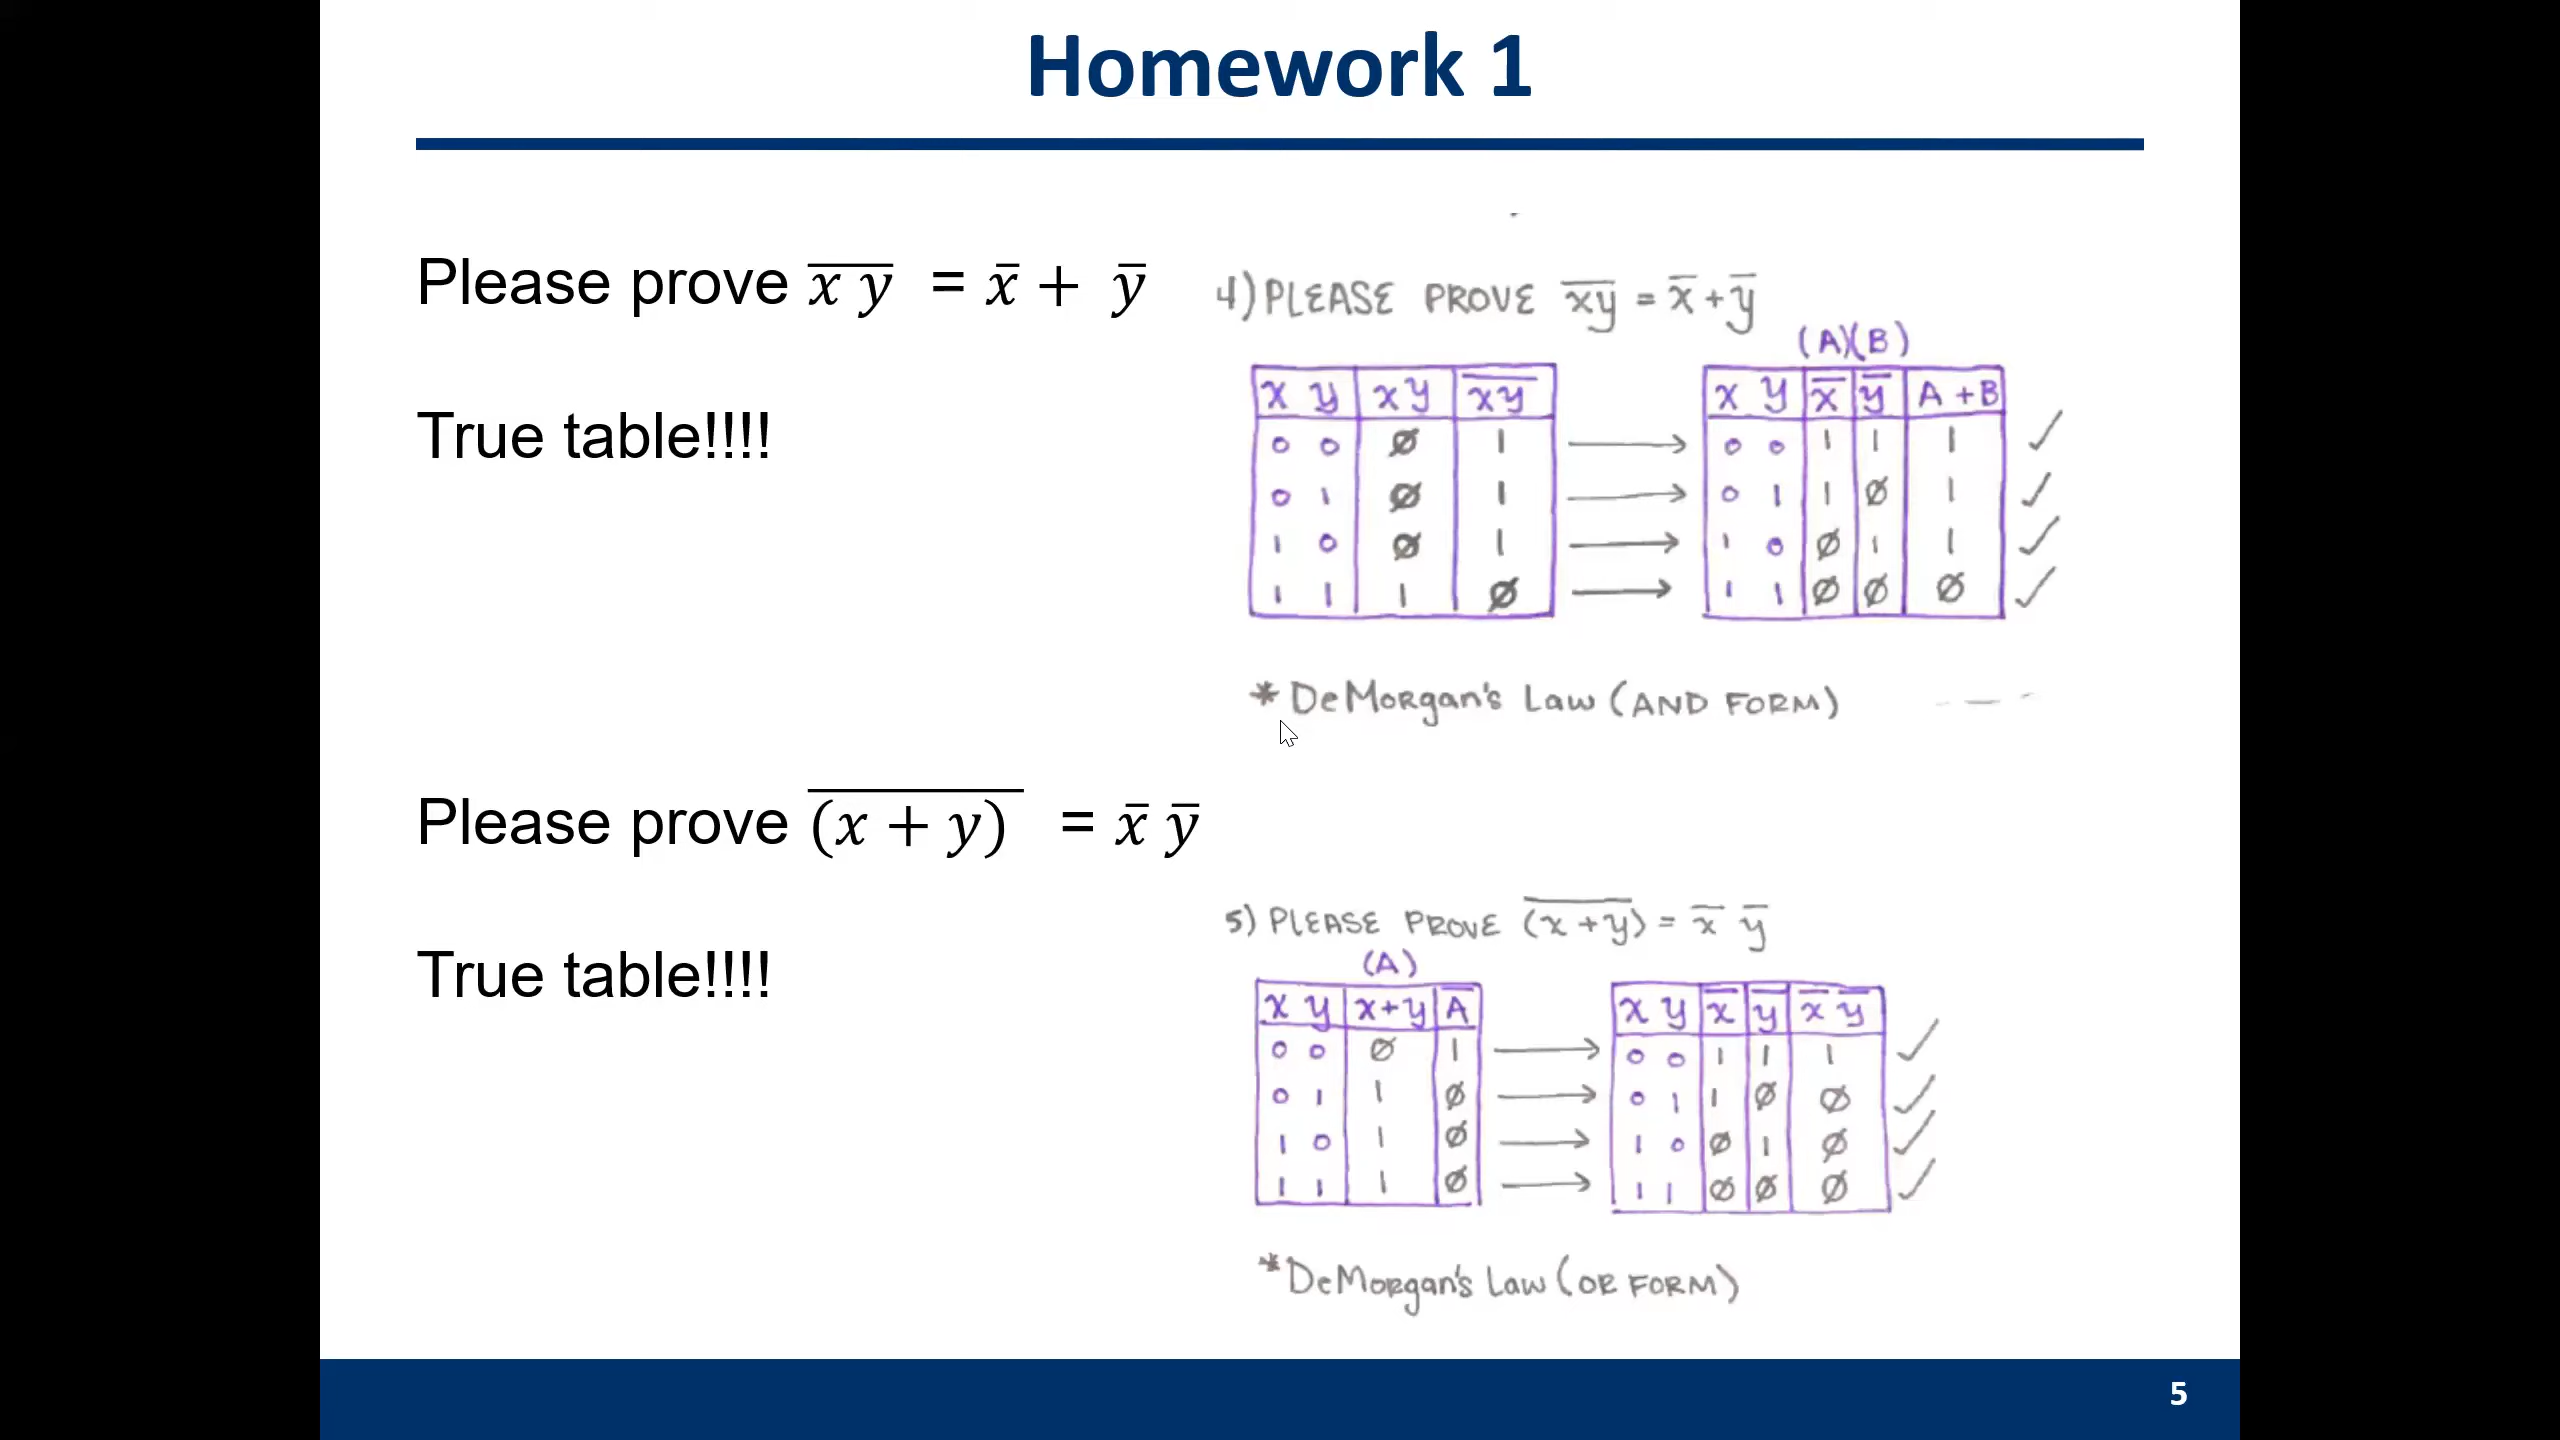 Homework 1
Please prove x̅ ̅y̅ = x̄ + ȳ
True table!!!!
4) PLEASE PROVE x̅y̅ = x̄ + ȳ
(A)(B)
x y | xy | x̅y̅ → x y | x̄ | ȳ | A + B
0 0 | Ø | 1 → 0 0 | 1 | 1 | 1 ✓
0 1 | Ø | 1 → 0 1 | 1 | Ø | 1 ✓
1 0 | Ø | 1 → 1 0 | Ø | 1 | 1 ✓
1 1 | 1 | Ø → 1 1 | Ø | Ø | Ø ✓
* DeMorgan's Law (AND FORM)
Please prove (̅x̅ ̅+̅ ̅y̅)̅ = x̄ ȳ
True table!!!!
5) PLEASE PROVE (̅x̅ ̅+̅ ̅y̅)̅ = x̄ ȳ
(A)
x y | x+y | A̅ → x y | x̄ | ȳ | x̄ ȳ
0 0 | Ø | 1 → 0 0 | 1 | 1 | 1 ✓
0 1 | 1 | Ø → 0 1 | 1 | Ø | Ø ✓
1 0 | 1 | Ø → 1 0 | Ø | 1 | Ø ✓
1 1 | 1 | Ø → 1 1 | Ø | Ø | Ø ✓
* DeMorgan's Law (OR FORM)
5